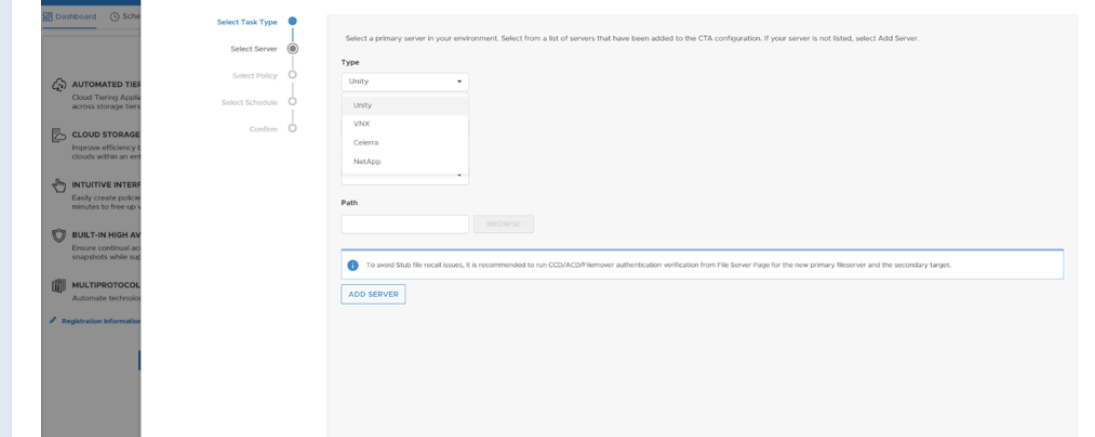 Dashboard
Sche
AUTOMATED TIER
Cloud Tiering Applia
across storage tiers
CLOUD STORAGE
Improve efficiency b
clouds within an ent
INTUITIVE INTERF
Easily create policie
minutes to free up v
BUILT-IN HIGH AV
Ensure continual ac
snapshots while sup
MULTIPROTOCOL
Automate technolog
Registration Information
Select Task Type
Select Server
Select Policy
Select Schedule
Confirm
Select a primary server in your environment. Select from a list of servers that have been added to the CTA configuration. If your server is not listed, select Add Server.
Type
Unity
Unity
VNX
Celerra
NetApp
Path
BROWSE
To avoid Stub file recall issues, it is recommended to run CCD/ACD/Filemover authentication verification from File Server Page for the new primary fileserver and the secondary target.
ADD SERVER